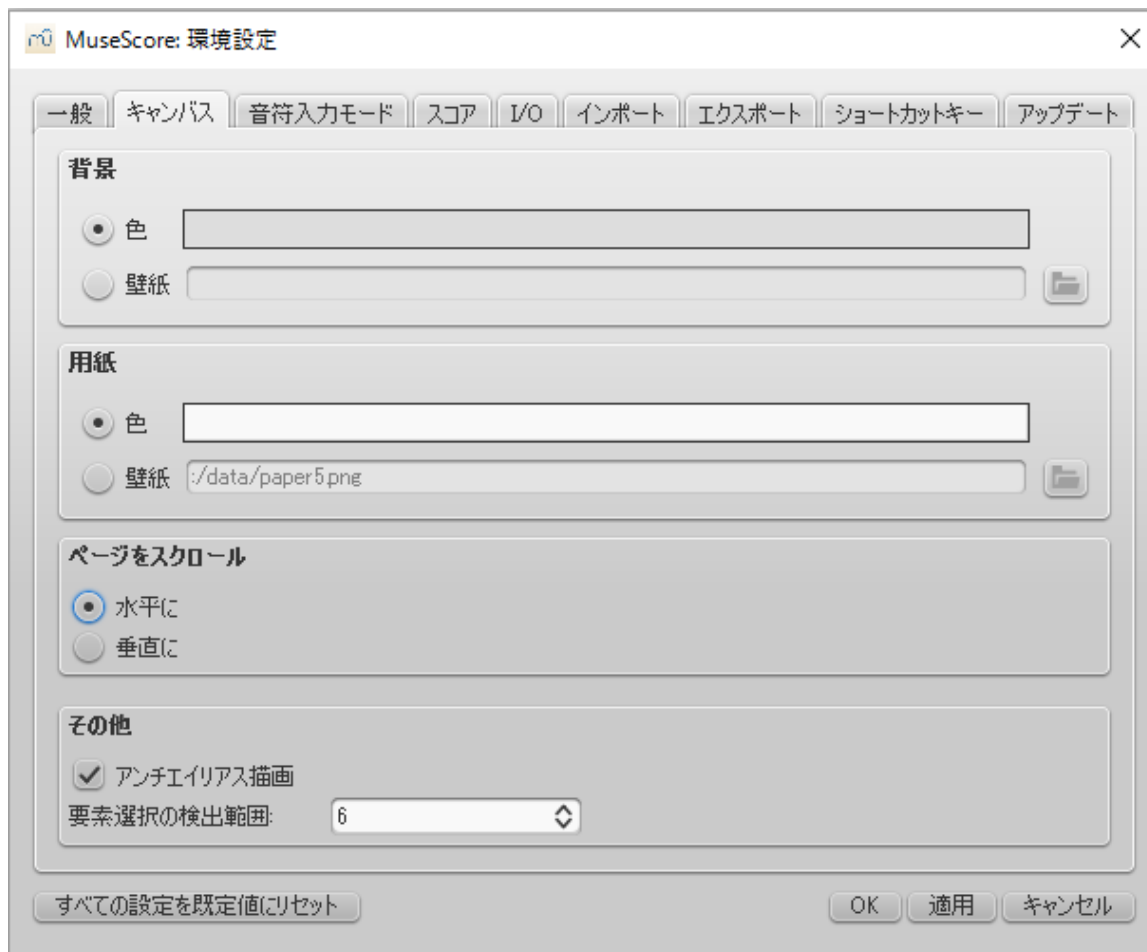 MuseScore: 環境設定
一般 キャンバス 音符入力モード スコア I/O インポート エクスポート ショートカットキー アップデート
背景
色
壁紙
用紙
色
壁紙 :/data/paper5.png
ページをスクロール
水平に
垂直に
その他
アンチエイリアス描画
要素選択の検出範囲: 6
すべての設定を既定値にリセット OK 適用 キャンセル